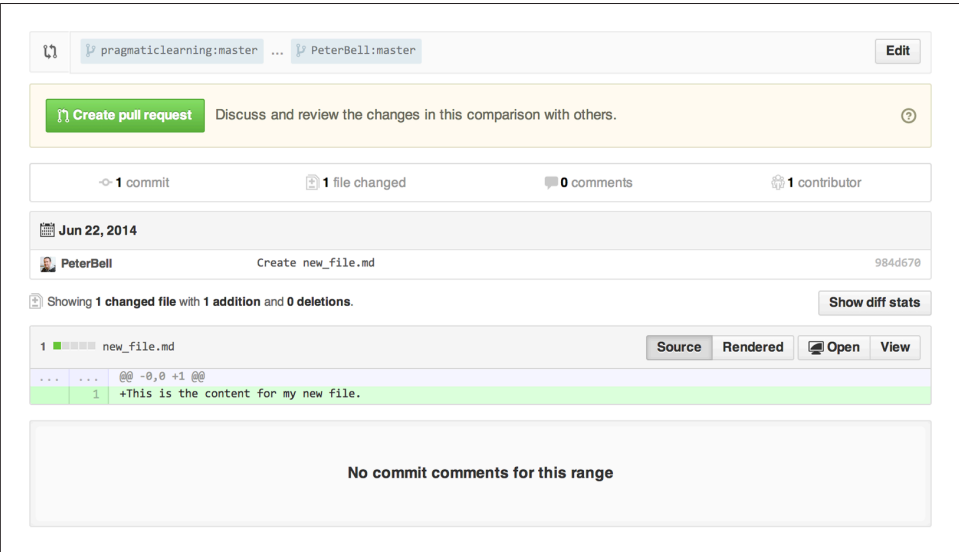 pragmaticlearning:master ... PeterBell:master Edit
Create pull request Discuss and review the changes in this comparison with others. ?
1 commit 1 file changed 0 comments 1 contributor
Jun 22, 2014
PeterBell Create new_file.md 984d670
Showing 1 changed file with 1 addition and 0 deletions. Show diff stats
1 new_file.md Source Rendered Open View
... ... @@ -0,0 +1 @@
1 +This is the content for my new file.
No commit comments for this range